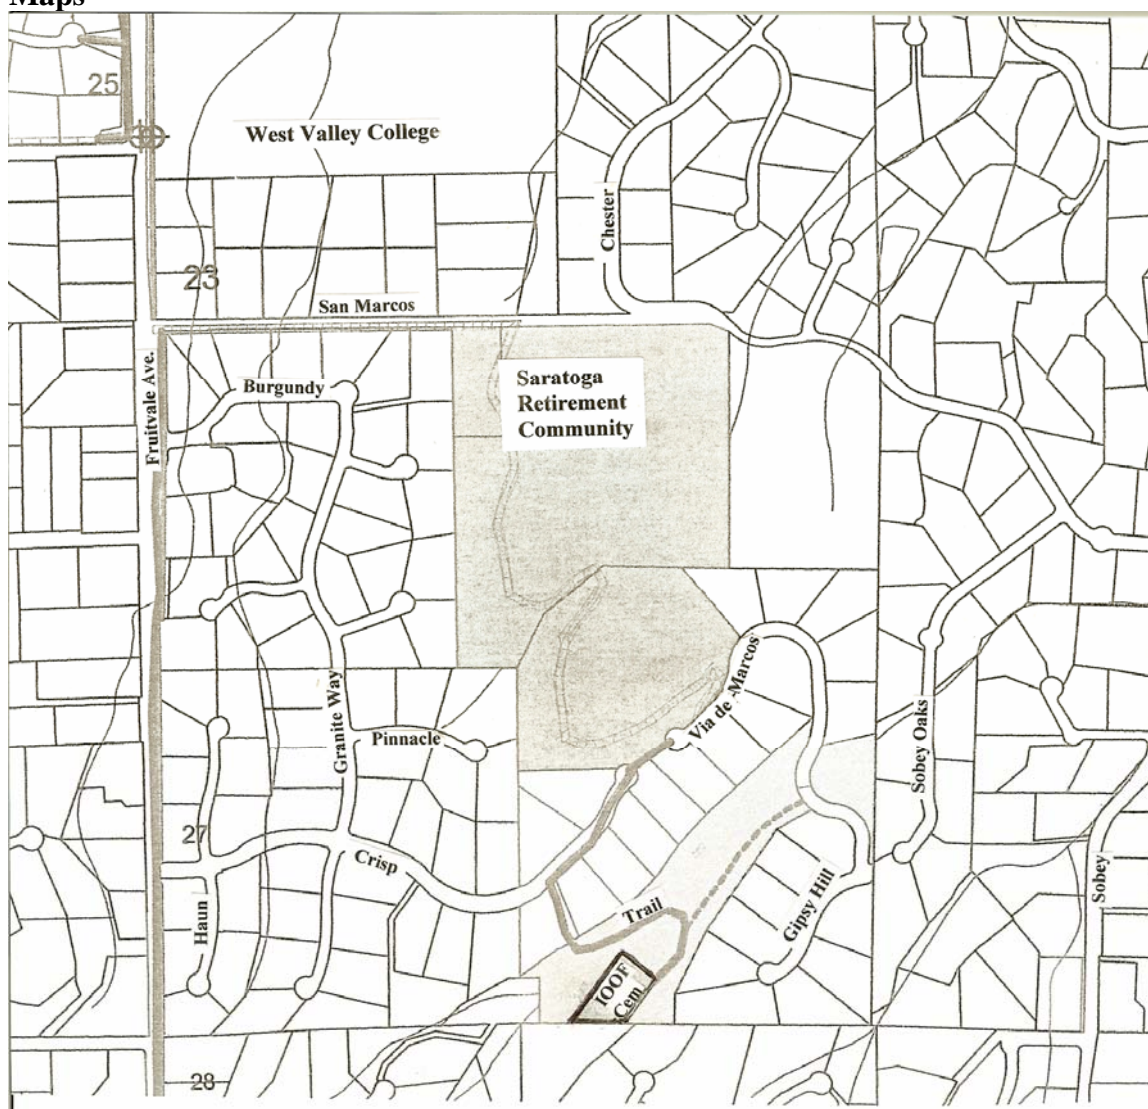 Maps
25
West Valley College
Chester
23
San Marcos
Fruitvale Ave.
Burgundy
Saratoga
Retirement
Community
Granite Way
Pinnacle
Via de Marcos
Sobey Oaks
27
Crisp
Haun
Trail
Gipsy Hill
Sobey
IOOF
Cem
28